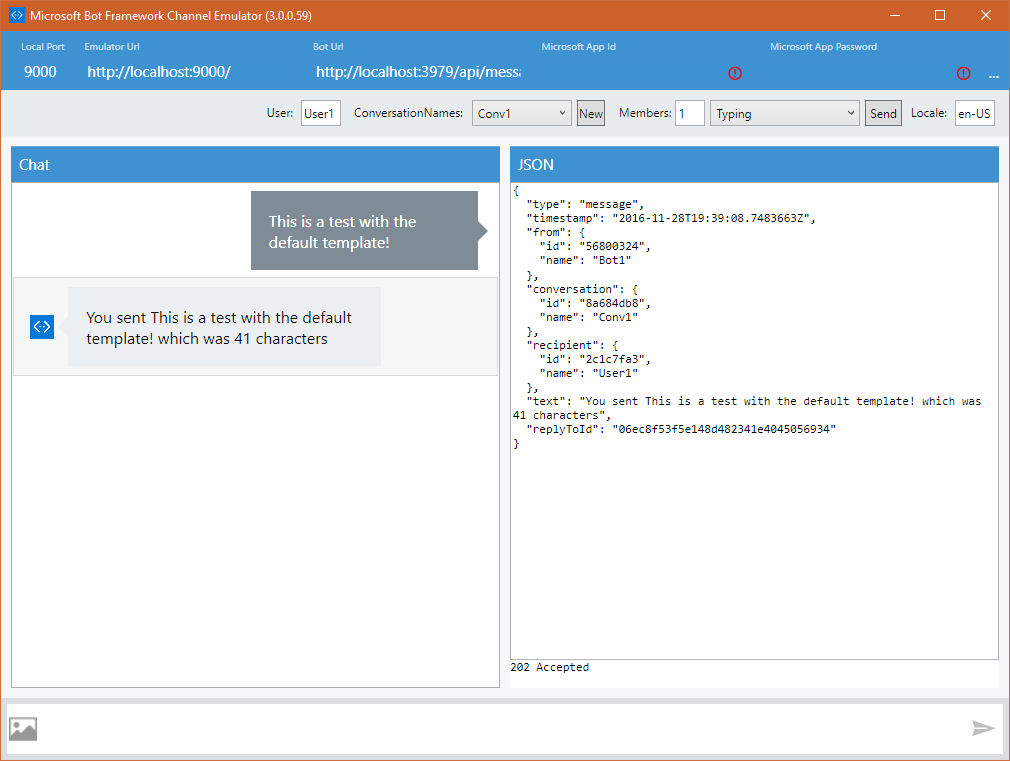 Microsoft Bot Framework Channel Emulator (3.0.0.59)
Local Port Emulator Url Bot Url Microsoft App Id Microsoft App Password
9000 http://localhost:9000/ http://localhost:3979/api/messa ...
User: User1 ConversationNames: Conv1 New Members: 1 Typing Send Locale: en-US
Chat
This is a test with the
default template!
You sent This is a test with the default
template! which was 41 characters
JSON
{
  "type": "message",
  "timestamp": "2016-11-28T19:39:08.7483663Z",
  "from": {
    "id": "56800324",
    "name": "Bot1"
  },
  "conversation": {
    "id": "8a684db8",
    "name": "Conv1"
  },
  "recipient": {
    "id": "2c1c7fa3",
    "name": "User1"
  },
  "text": "You sent This is a test with the default template! which was
41 characters",
  "replyToId": "06ec8f53f5e148d482341e4045056934"
}
202 Accepted